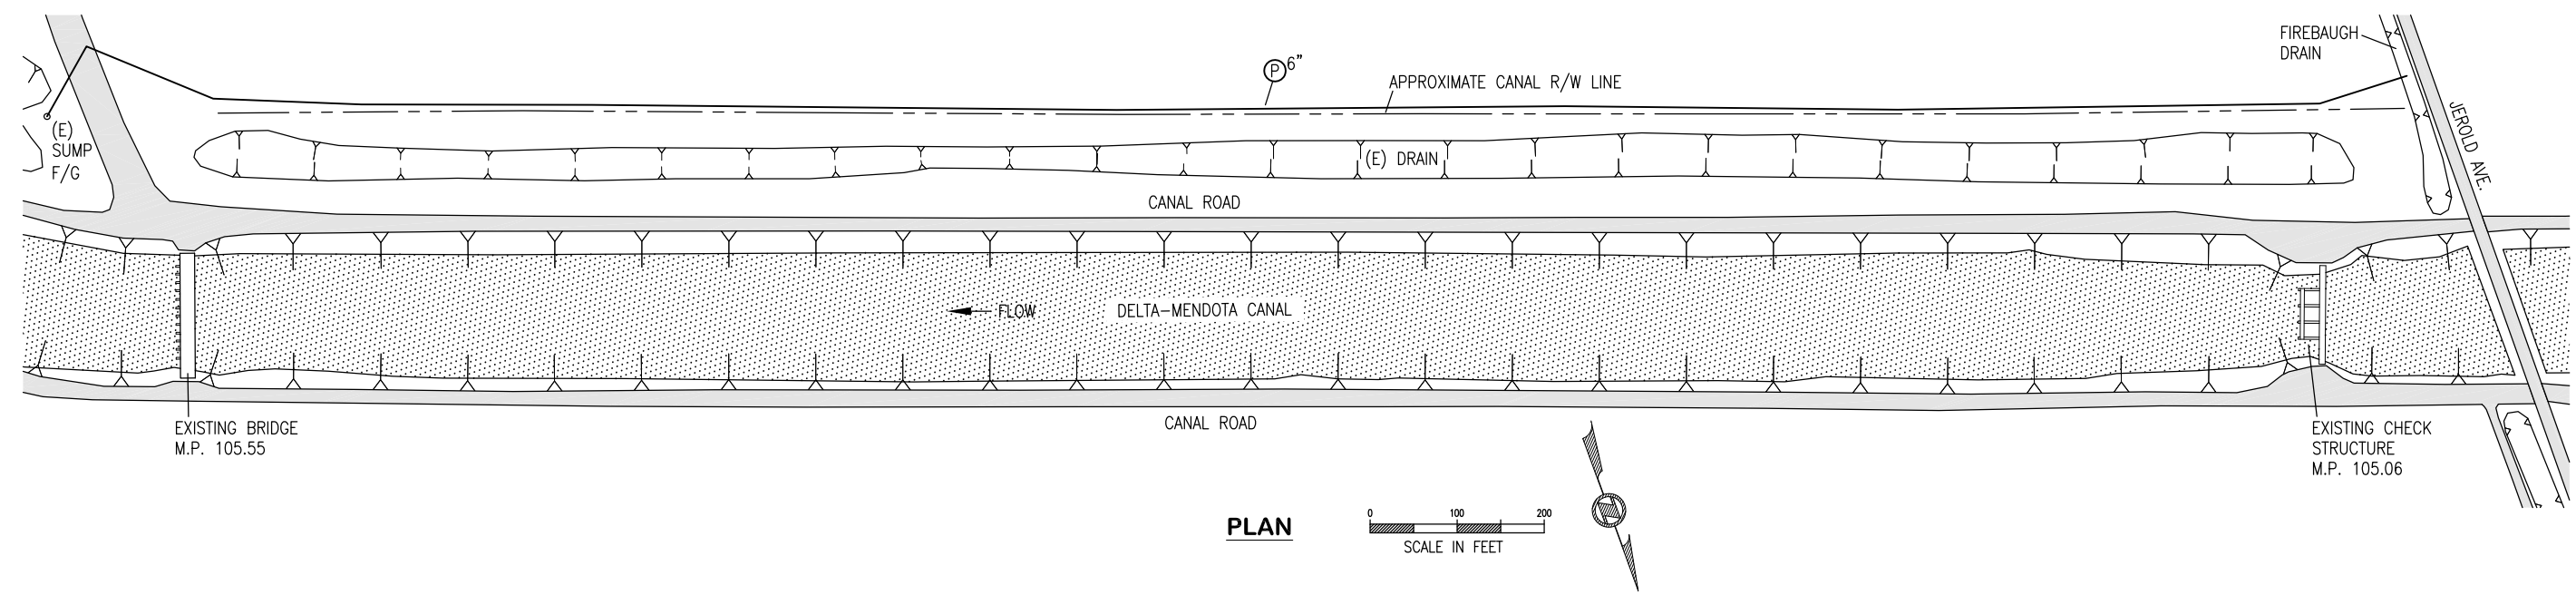 FIREBAUGH
DRAIN
P 6"
APPROXIMATE CANAL R/W LINE
JEROLD AVE.
(E)
SUMP
F/G
(E) DRAIN
CANAL ROAD
FLOW
DELTA-MENDOTA CANAL
CANAL ROAD
EXISTING BRIDGE
M.P. 105.55
EXISTING CHECK
STRUCTURE
M.P. 105.06
PLAN
0 100 200
SCALE IN FEET
N